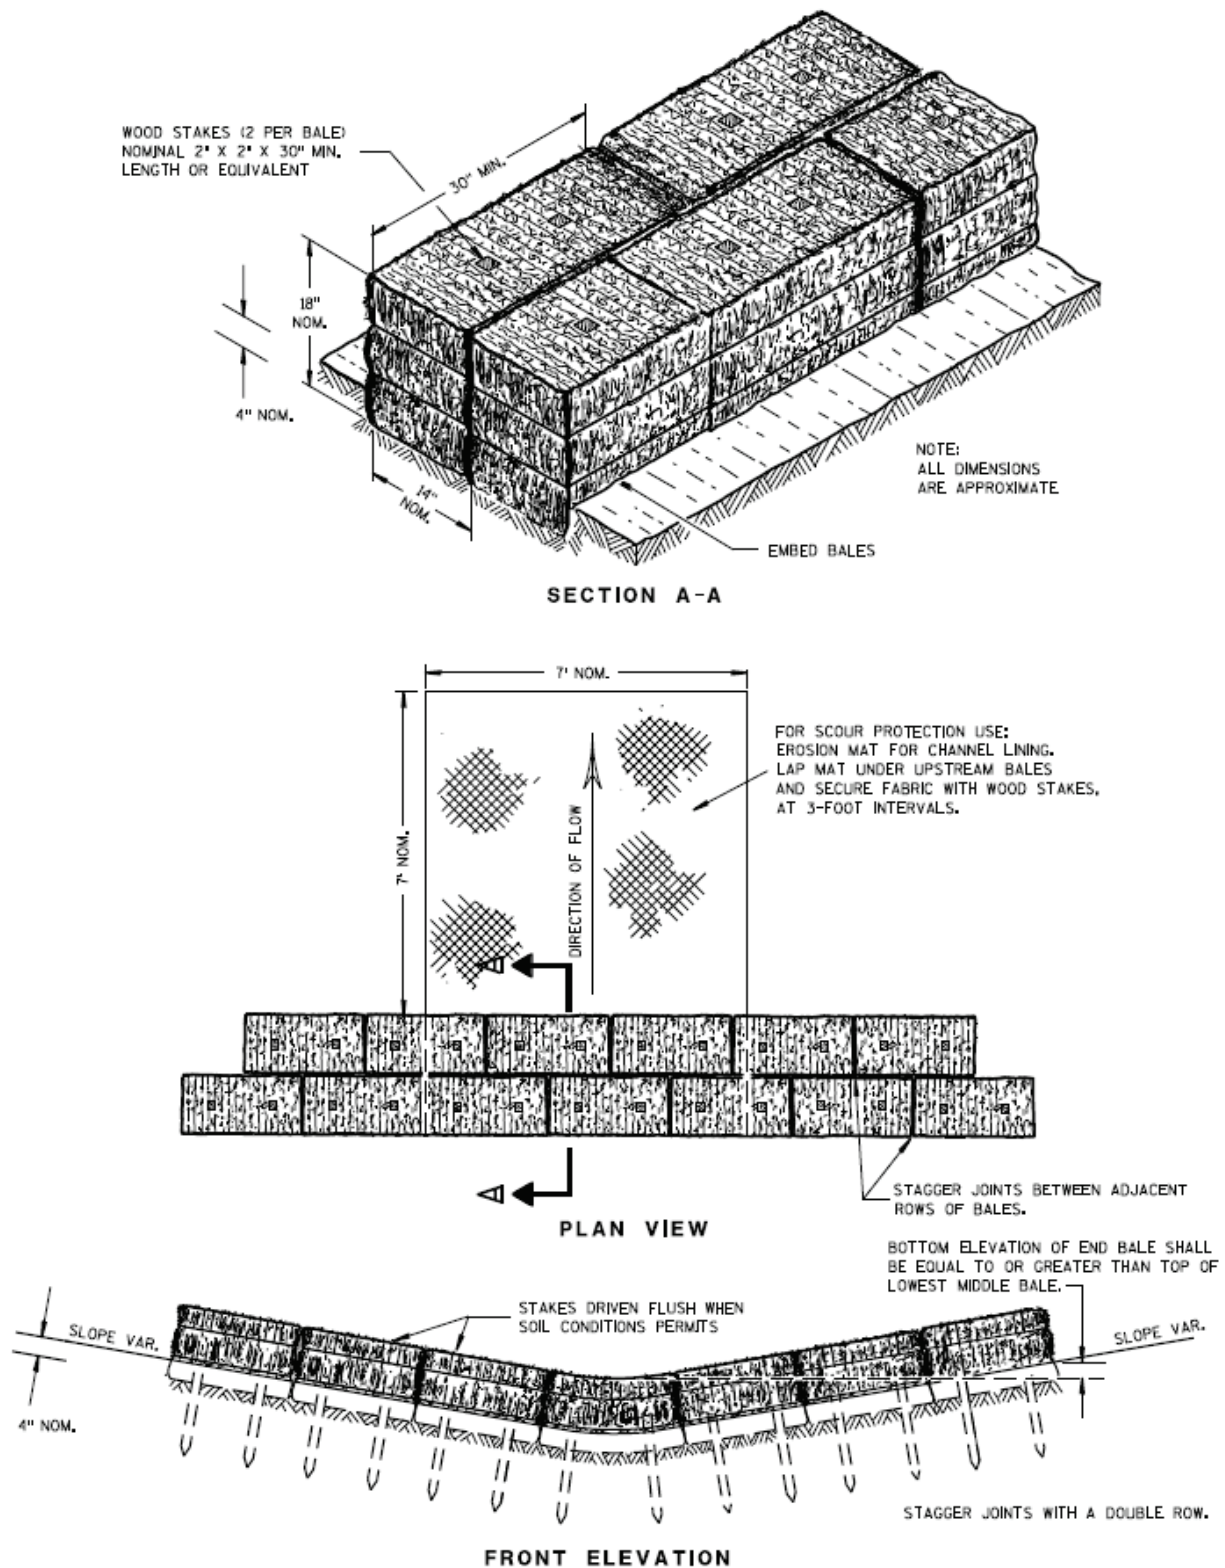 WOOD STAKES (2 PER BALE)
NOMINAL 2" X 2" X 30" MIN.
LENGTH OR EQUIVALENT
30" MIN.
18"
NOM.
4" NOM.
14"
NOM.
NOTE:
ALL DIMENSIONS
ARE APPROXIMATE
EMBED BALES
SECTION A-A
7' NOM.
7' NOM.
DIRECTION OF FLOW
FOR SCOUR PROTECTION USE:
EROSION MAT FOR CHANNEL LINING.
LAP MAT UNDER UPSTREAM BALES
AND SECURE FABRIC WITH WOOD STAKES,
AT 3-FOOT INTERVALS.
A
A
STAGGER JOINTS BETWEEN ADJACENT
ROWS OF BALES.
PLAN VIEW
BOTTOM ELEVATION OF END BALE SHALL
BE EQUAL TO OR GREATER THAN TOP OF
LOWEST MIDDLE BALE.
STAKES DRIVEN FLUSH WHEN
SOIL CONDITIONS PERMITS
SLOPE VAR.
SLOPE VAR.
4" NOM.
STAGGER JOINTS WITH A DOUBLE ROW.
FRONT ELEVATION